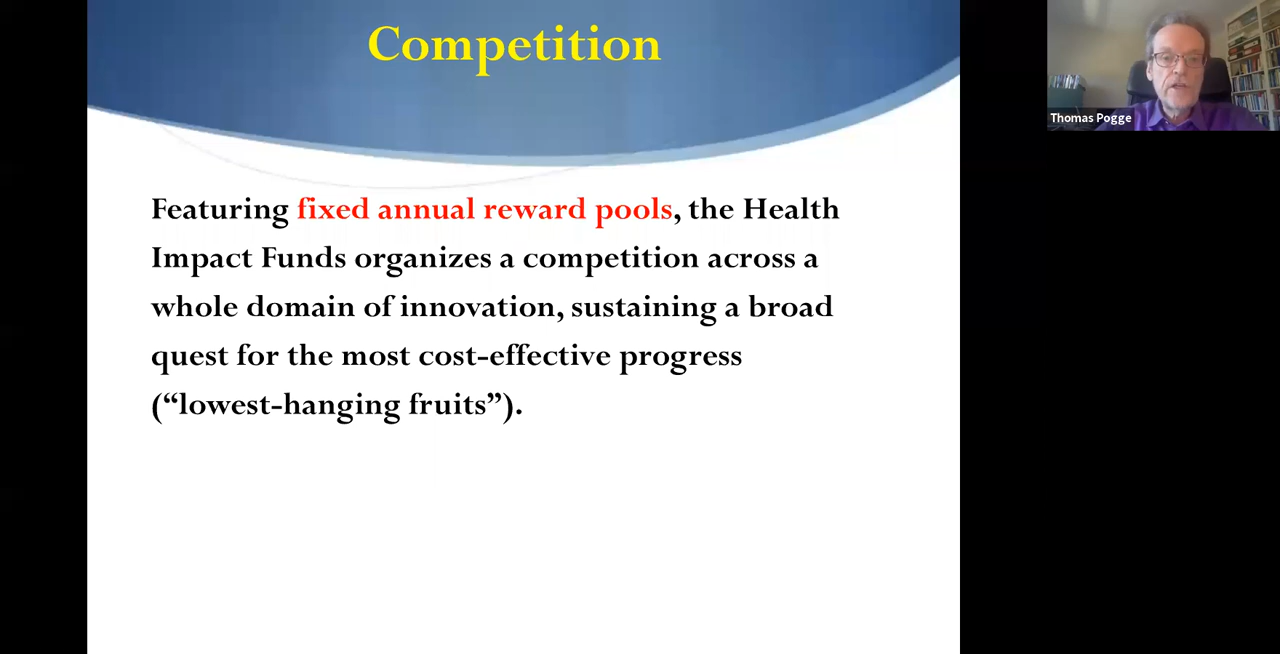 Competition
Thomas Pogge
Featuring fixed annual reward pools, the Health
Impact Funds organizes a competition across a
whole domain of innovation, sustaining a broad
quest for the most cost-effective progress
(“lowest-hanging fruits”).